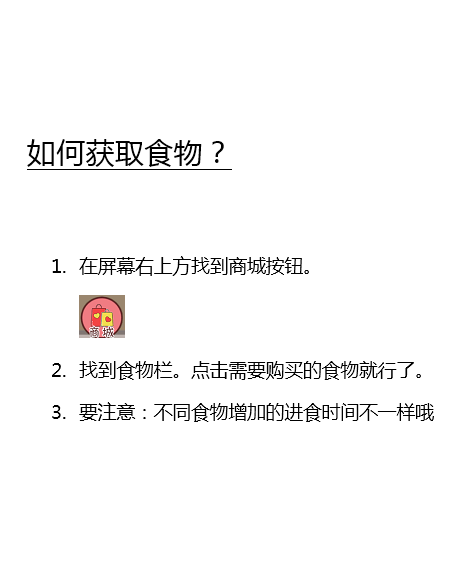 如何获取食物？
1. 在屏幕右上方找到商城按钮。
商城
2. 找到食物栏。点击需要购买的食物就行了。
3. 要注意：不同食物增加的进食时间不一样哦